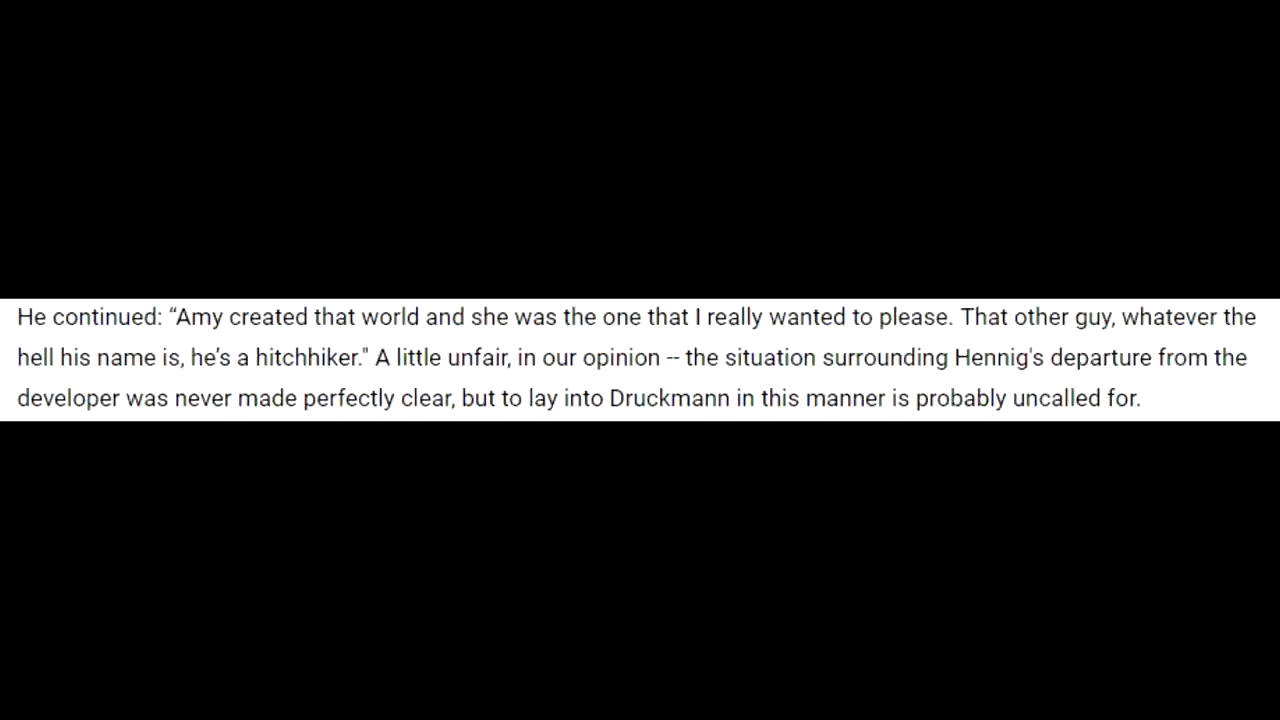 He continued: “Amy created that world and she was the one that I really wanted to please. That other guy, whatever the
hell his name is, he’s a hitchhiker." A little unfair, in our opinion -- the situation surrounding Hennig's departure from the
developer was never made perfectly clear, but to lay into Druckmann in this manner is probably uncalled for.